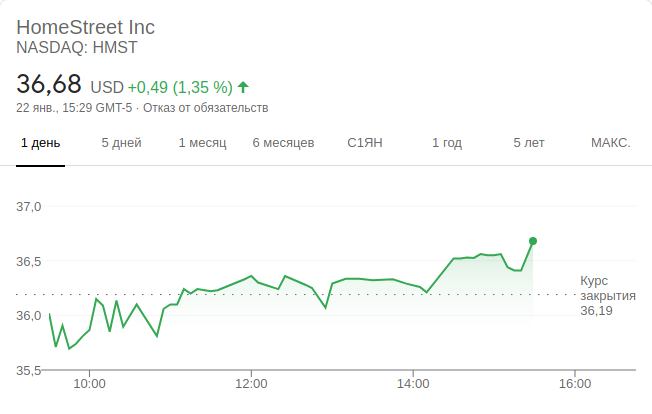 HomeStreet Inc
NASDAQ: HMST
36,68 USD +0,49 (1,35 %)
22 янв., 15:29 GMT-5 · Отказ от обязательств
1 день 5 дней 1 месяц 6 месяцев С1ЯН 1 год 5 лет МАКС.
37,0
36,5
Курс
закрытия
36,19
36,0
35,5
10:00 12:00 14:00 16:00